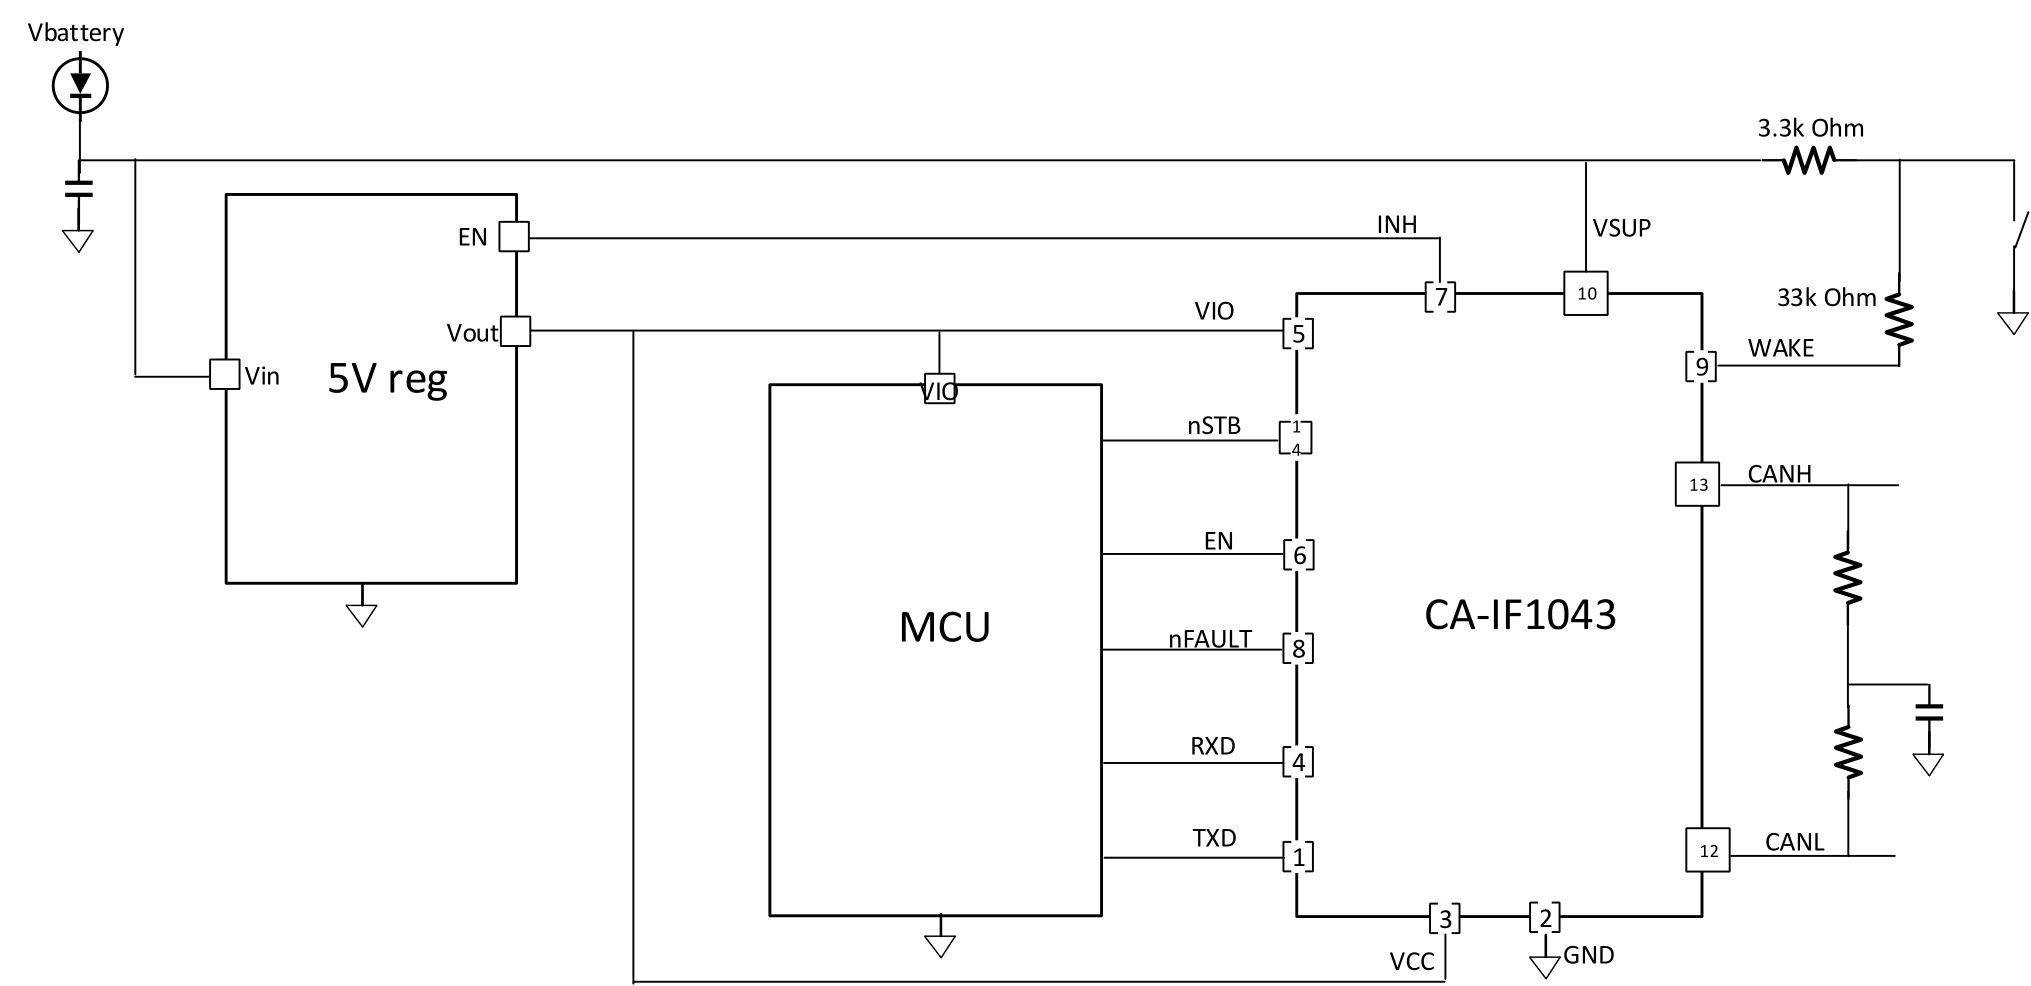 Vbattery
3.3k Ohm
EN
INH
VSUP
7
10
33k Ohm
VIO
Vout
5
WAKE
9
Vin
5V reg
VIO
nSTB
1
4
CANH
13
EN
6
MCU
CA-IF1043
nFAULT
8
RXD
4
TXD
1
CANL
12
3
2
VCC
GND